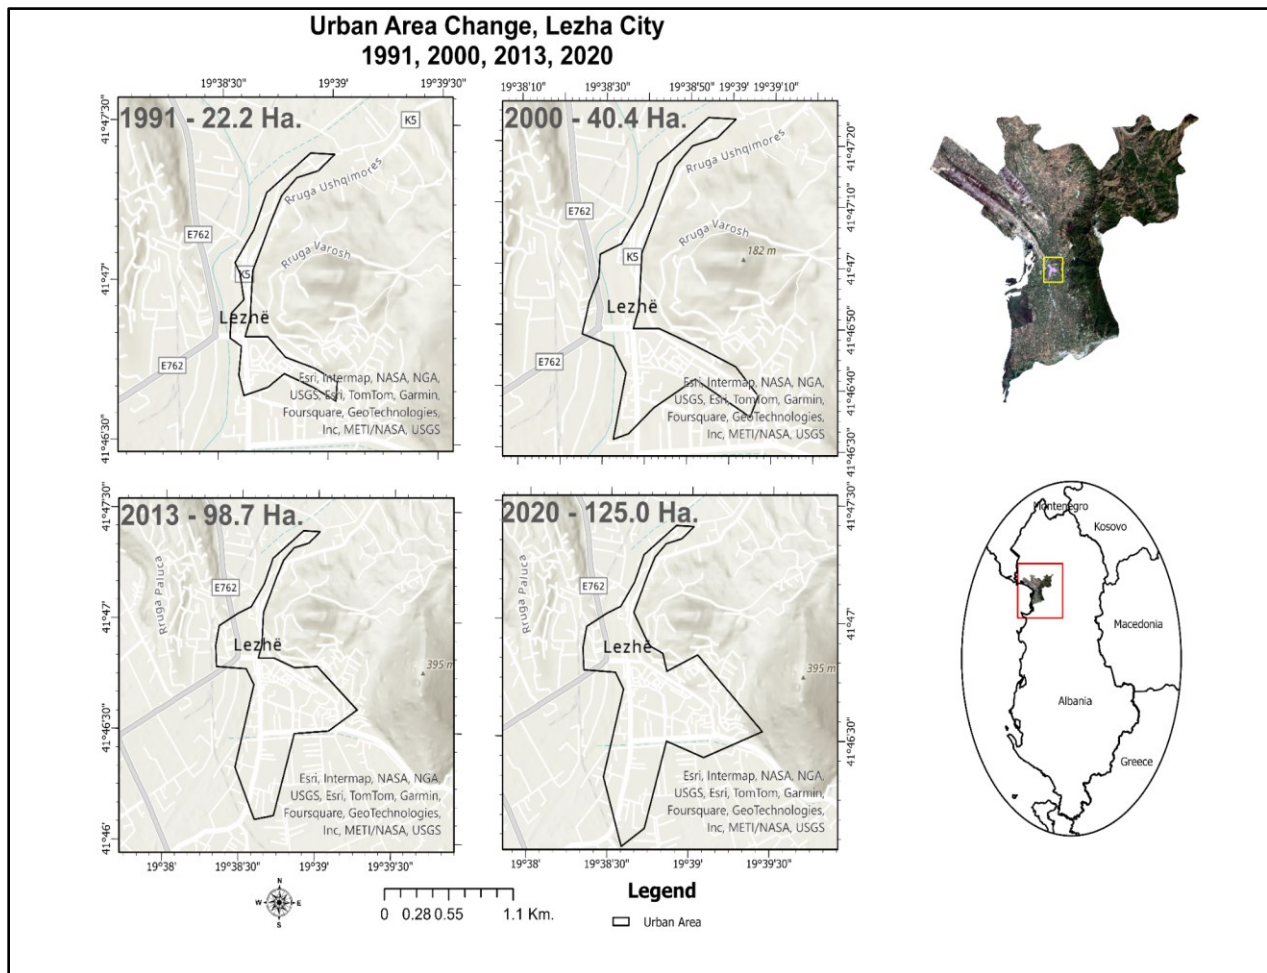 Urban Area Change, Lezha City
1991, 2000, 2013, 2020
19°38'30" 19°39' 19°39'30"
41°47'30"
41°47'
41°46'30"
1991 - 22.2 Ha.
K5
Rruga Ushqimores
E762
Rruga Varosh
K5
Lezhë
E762
Esri, Intermap, NASA, NGA,
USGS, Esri, TomTom, Garmin,
Foursquare, GeoTechnologies,
Inc, METI/NASA, USGS
19°38'10" 19°38'30" 19°38'50" 19°39' 19°39'10"
2000 - 40.4 Ha.
41°47'20"
41°47'10"
41°47'
41°46'50"
41°46'40"
41°46'30"
Rruga Ushqimores
E762
Rruga Varosh
182 m
K5
Lezhë
E762
Esri, Intermap, NASA, NGA,
USGS, Esri, TomTom, Garmin,
Foursquare, GeoTechnologies,
Inc, METI/NASA, USGS
41°47'30"
41°47'
41°46'30"
41°46'
2013 - 98.7 Ha.
Rruga Paluca
E762
Lezhë
395 m
Esri, Intermap, NASA, NGA,
USGS, Esri, TomTom, Garmin,
Foursquare, GeoTechnologies,
Inc, METI/NASA, USGS
19°38' 19°38'30" 19°39' 19°39'30"
2020 - 125.0 Ha.
41°47'30"
41°47'
41°46'30"
Rruga Paluca
E762
Lezhë
395 m
Esri, Intermap, NASA, NGA,
USGS, Esri, TomTom, Garmin,
Foursquare, GeoTechnologies,
Inc, METI/NASA, USGS
19°38' 19°38'30" 19°39' 19°39'30"
Montenegro
Kosovo
Macedonia
Albania
Greece
N
W E
S
0 0.28 0.55 1.1 Km.
Legend
Urban Area